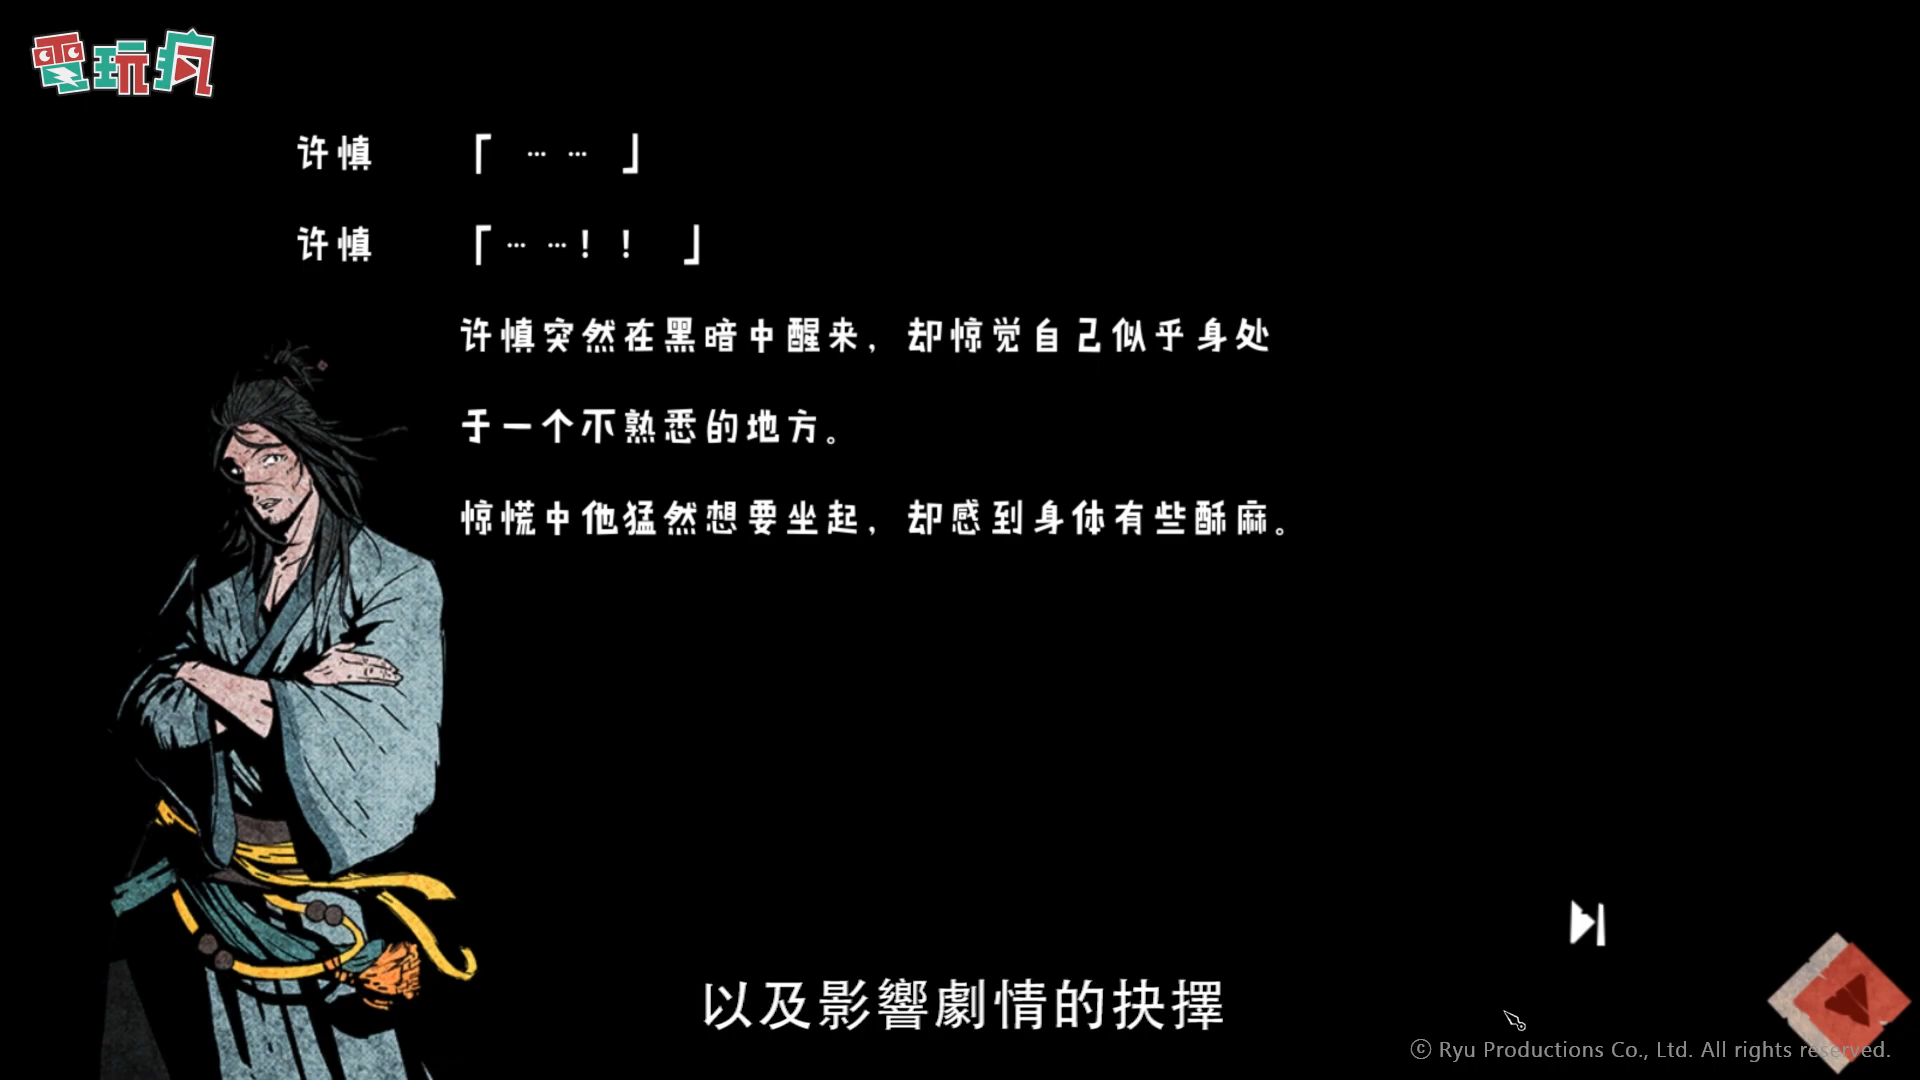 電玩瘋
许慎 「 … … 」
许慎 「… …！！ 」
许慎突然在黑暗中醒来，却惊觉自己似乎身处
于一个不熟悉的地方。
惊慌中他猛然想要坐起，却感到身体有些酥麻。
以及影響劇情的抉擇
© Ryu Productions Co., Ltd. All rights reserved.